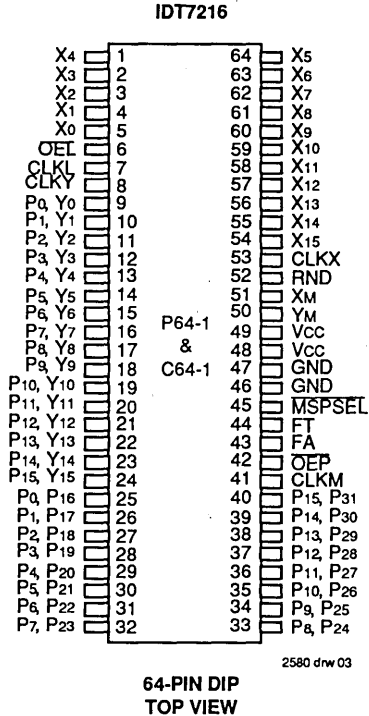 IDT7216
X4 1 64 X5
X3 2 63 X6
X2 3 62 X7
X1 4 61 X8
X0 5 60 X9
OEL 6 59 X10
CLKL 7 58 X11
CLKY 8 57 X12
P0, Y0 9 56 X13
P1, Y1 10 55 X14
P2, Y2 11 54 X15
P3, Y3 12 53 CLKX
P4, Y4 13 52 RND
P5, Y5 14 51 XM
P6, Y6 15 50 YM
P7, Y7 16 P64-1 49 Vcc
P8, Y8 17 & 48 Vcc
P9, Y9 18 C64-1 47 GND
P10, Y10 19 46 GND
P11, Y11 20 45 MSPSEL
P12, Y12 21 44 FT
P13, Y13 22 43 FA
P14, Y14 23 42 OEP
P15, Y15 24 41 CLKM
P0, P16 25 40 P15, P31
P1, P17 26 39 P14, P30
P2, P18 27 38 P13, P29
P3, P19 28 37 P12, P28
P4, P20 29 36 P11, P27
P5, P21 30 35 P10, P26
P6, P22 31 34 P9, P25
P7, P23 32 33 P8, P24
2580 drw 03
64-PIN DIP
TOP VIEW